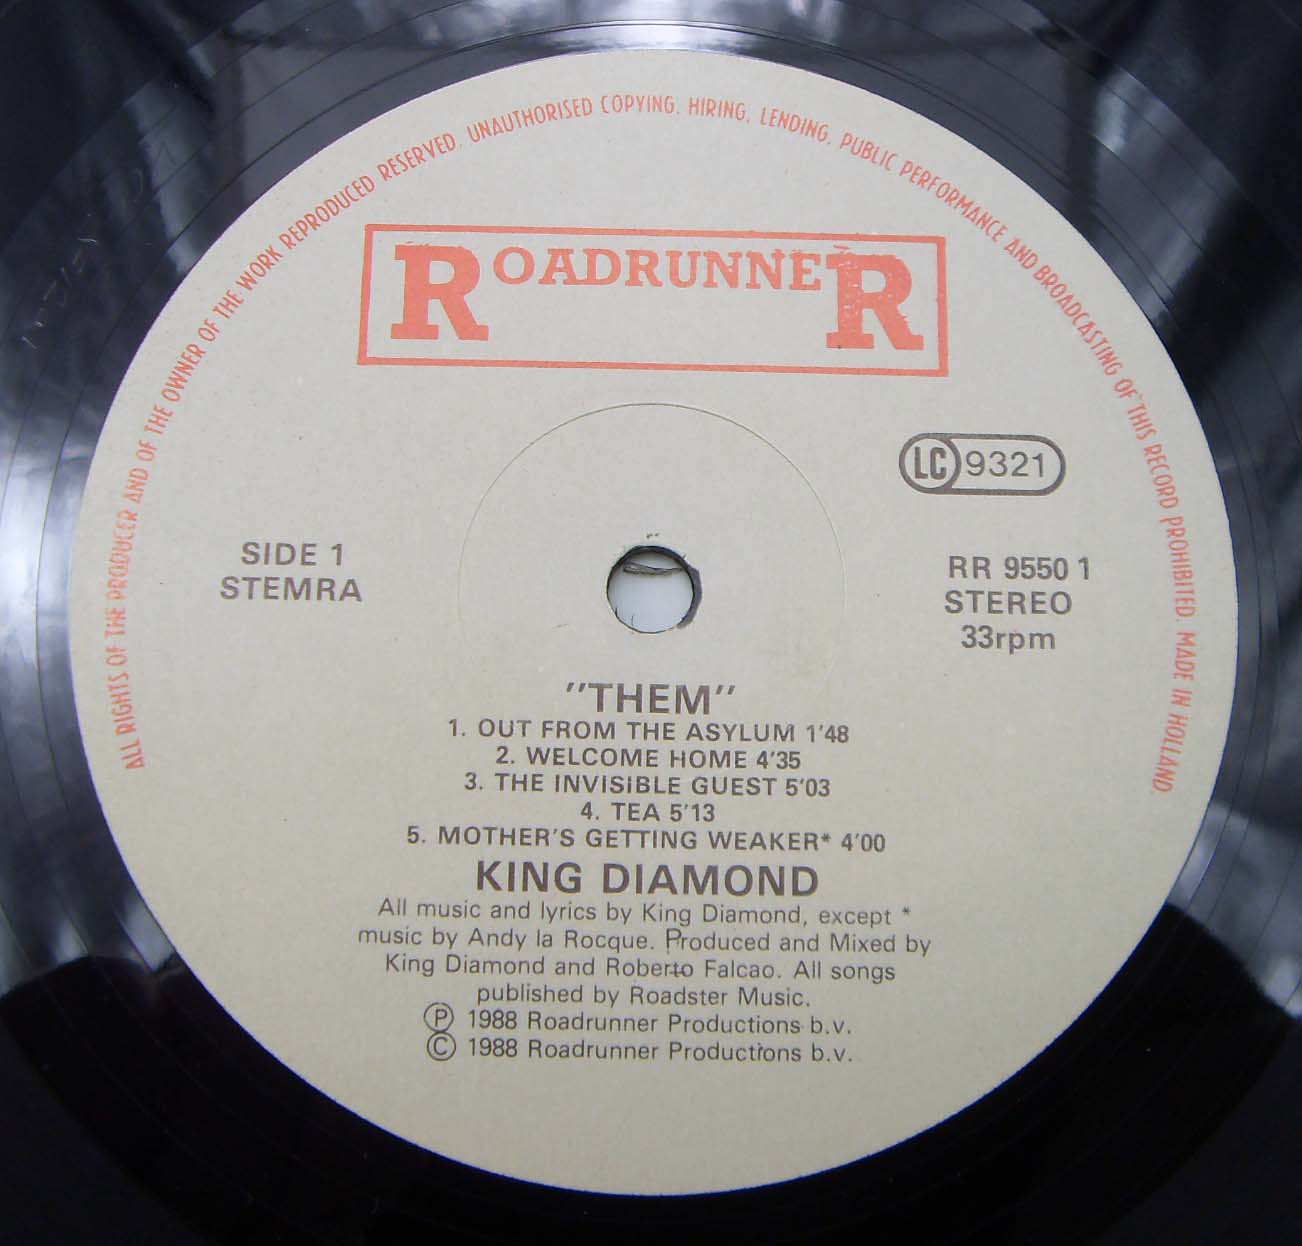 ALL RIGHTS OF THE PRODUCER AND OF THE OWNER OF THE WORK REPRODUCED RESERVED. UNAUTHORISED COPYING, HIRING, LENDING, PUBLIC PERFORMANCE AND BROADCASTING OF THIS RECORD PROHIBITED. MADE IN HOLLAND.
ROADRUNNER
LC 9321
SIDE 1
STEMRA
RR 9550 1
STEREO
33rpm
"THEM"
1. OUT FROM THE ASYLUM 1'48
2. WELCOME HOME 4'35
3. THE INVISIBLE GUEST 5'03
4. TEA 5'13
5. MOTHER'S GETTING WEAKER* 4'00
KING DIAMOND
All music and lyrics by King Diamond, except *
music by Andy la Rocque. Produced and Mixed by
King Diamond and Roberto Falcao. All songs
published by Roadster Music.
Ⓟ 1988 Roadrunner Productions b.v.
© 1988 Roadrunner Productions b.v.